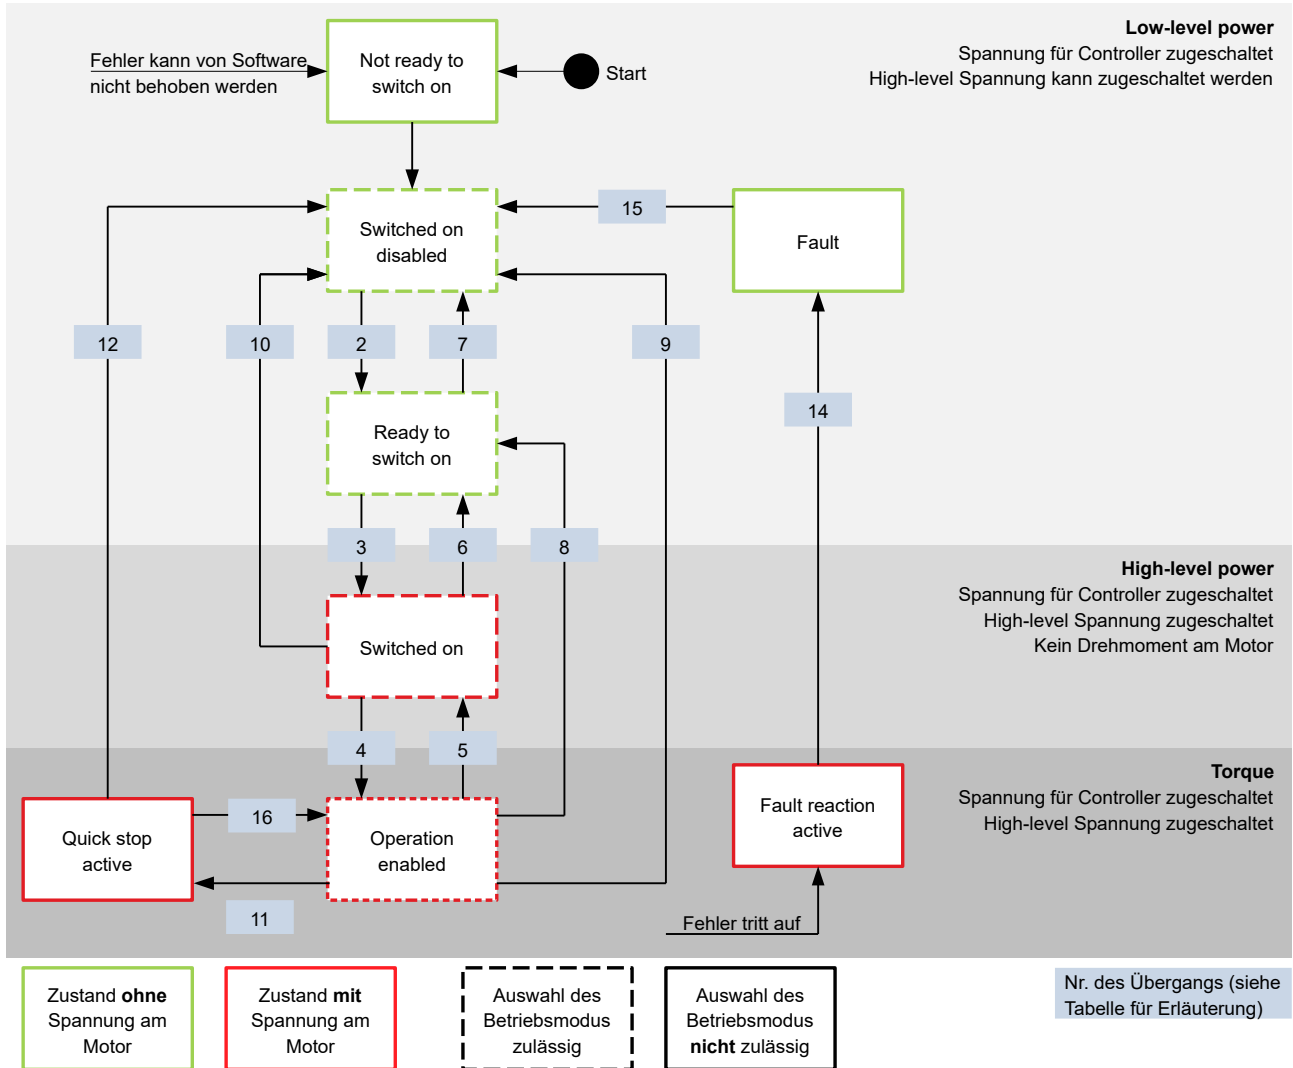 Low-level power
Spannung für Controller zugeschaltet
High-level Spannung kann zugeschaltet werden
Fehler kann von Software
nicht behoben werden
Not ready to
switch on
Start
Switched on
disabled
15
Fault
12
10
2
7
9
14
Ready to
switch on
3
6
8
High-level power
Spannung für Controller zugeschaltet
High-level Spannung zugeschaltet
Kein Drehmoment am Motor
Switched on
4
5
Torque
Spannung für Controller zugeschaltet
High-level Spannung zugeschaltet
Quick stop
active
16
Operation
enabled
Fault reaction
active
11
Fehler tritt auf
Zustand ohne
Spannung am
Motor
Zustand mit
Spannung am
Motor
Auswahl des
Betriebsmodus
zulässig
Auswahl des
Betriebsmodus
nicht zulässig
Nr. des Übergangs (siehe
Tabelle für Erläuterung)